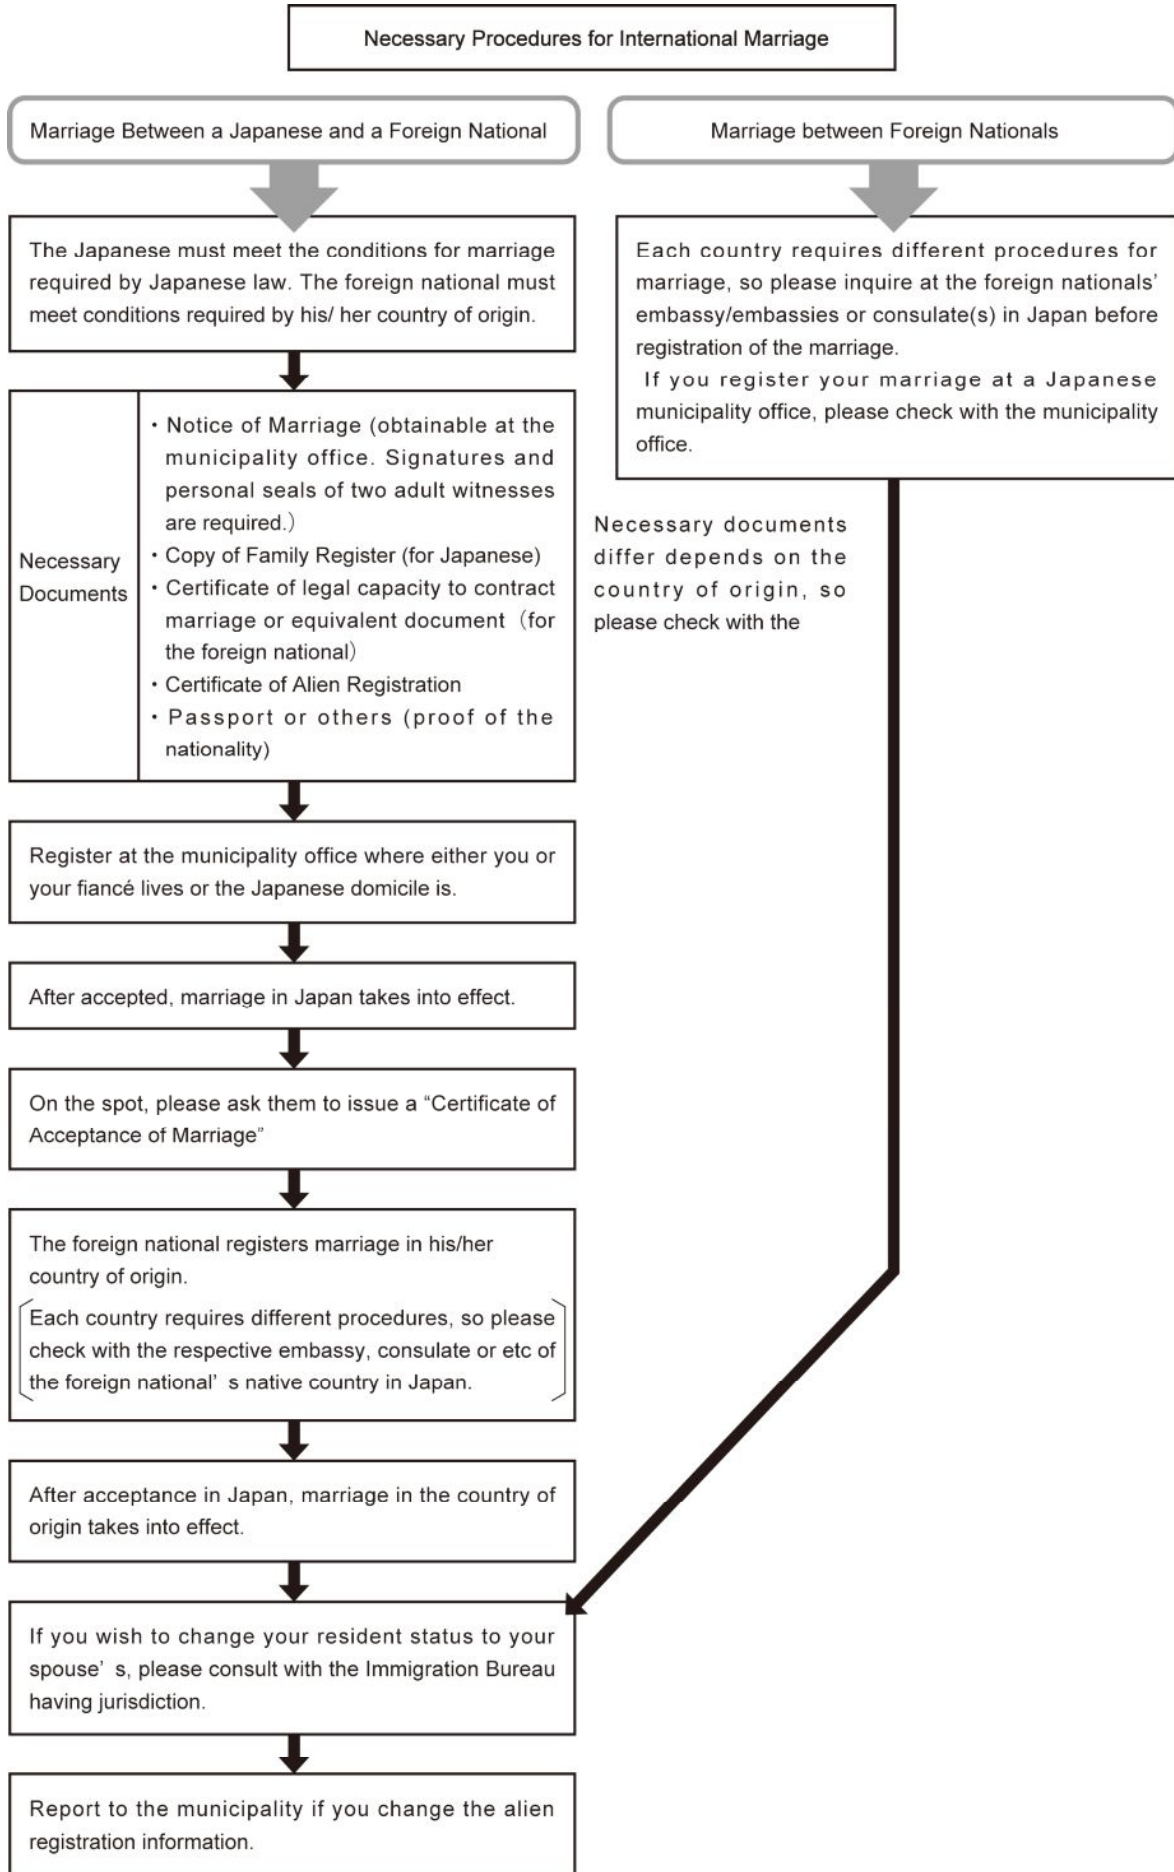 Necessary Procedures for International Marriage
Marriage Between a Japanese and a Foreign National
The Japanese must meet the conditions for marriage
required by Japanese law. The foreign national must
meet conditions required by his/ her country of origin.
Necessary
Documents
・Notice of Marriage (obtainable at the
municipality office. Signatures and
personal seals of two adult witnesses
are required.）
・Copy of Family Register (for Japanese)
・Certificate of legal capacity to contract
marriage or equivalent document（for
the foreign national）
・Certificate of Alien Registration
・Passport or others (proof of the
nationality)
Register at the municipality office where either you or
your fiancé lives or the Japanese domicile is.
After accepted, marriage in Japan takes into effect.
On the spot, please ask them to issue a “Certificate of
Acceptance of Marriage”
The foreign national registers marriage in his/her
country of origin.
Each country requires different procedures, so please
check with the respective embassy, consulate or etc of
the foreign national’ s native country in Japan.
After acceptance in Japan, marriage in the country of
origin takes into effect.
If you wish to change your resident status to your
spouse’ s, please consult with the Immigration Bureau
having jurisdiction.
Report to the municipality if you change the alien
registration information.
Marriage between Foreign Nationals
Each country requires different procedures for
marriage, so please inquire at the foreign nationals’
embassy/embassies or consulate(s) in Japan before
registration of the marriage.
If you register your marriage at a Japanese
municipality office, please check with the municipality
office.
Necessary documents
differ depends on the
country of origin, so
please check with the